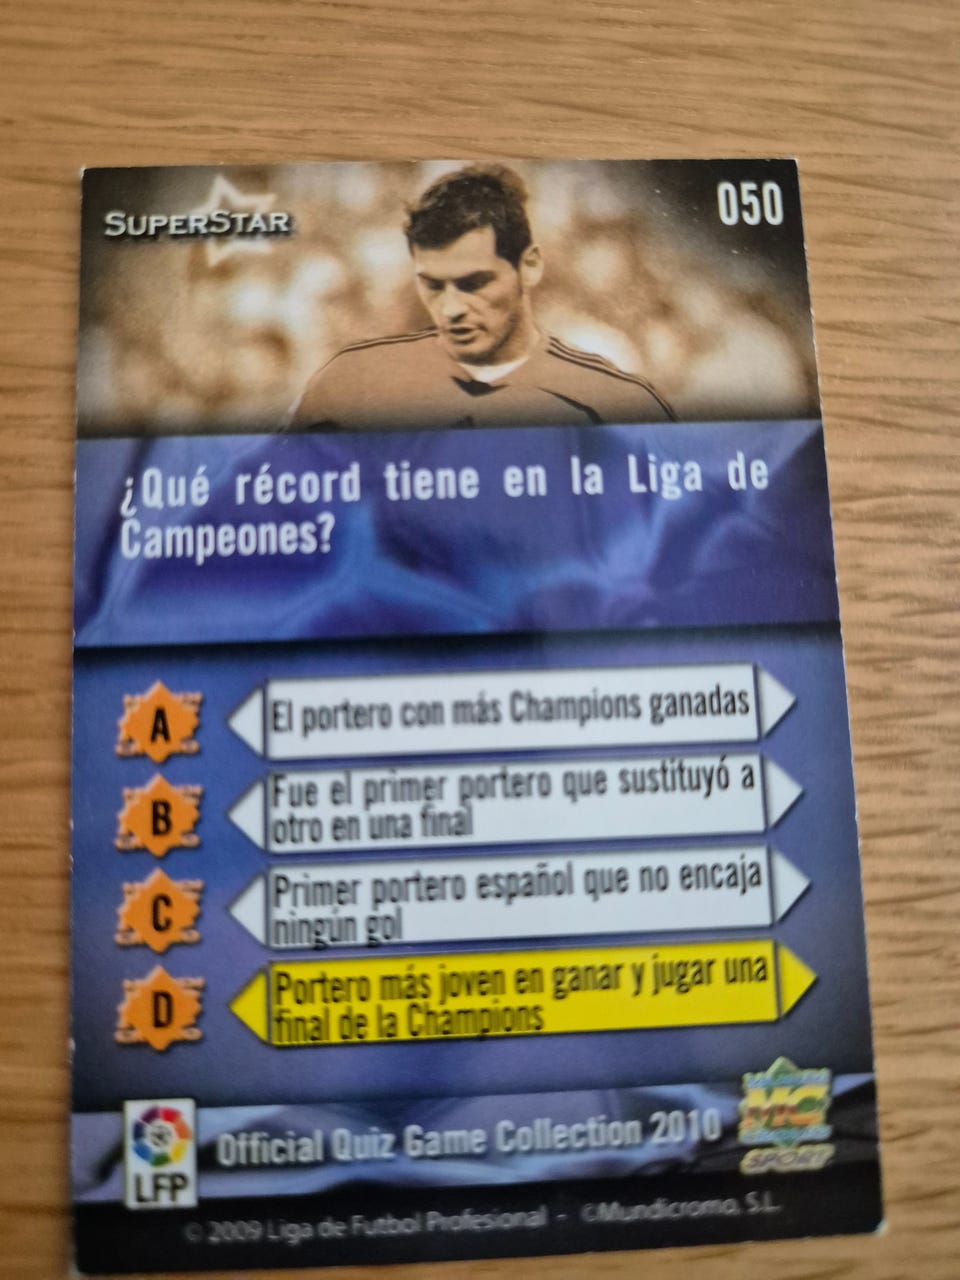 SUPERSTAR
050
¿Qué récord tiene en la Liga de
Campeones?
A
El portero con más Champions ganadas
B
Fue el primer portero que sustituyó a
otro en una final
C
Primer portero español que no encaja
ningún gol
D
Portero más joven en ganar y jugar una
final de la Champions
LFP
Official Quiz Game Collection 2010
MC
SPORT
© 2009 Liga de Futbol Profesional - ©Mundicromo, S.L.